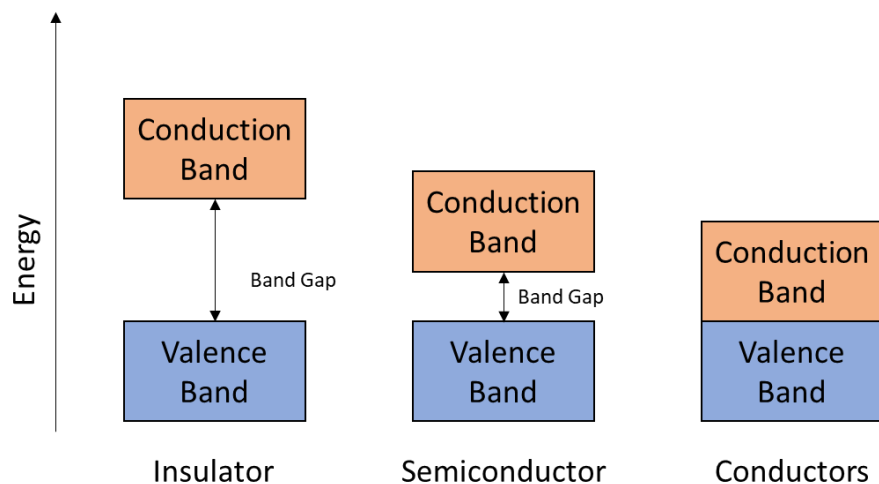 Energy
Conduction
Band
Band Gap
Valence
Band
Insulator
Conduction
Band
Band Gap
Valence
Band
Semiconductor
Conduction
Band
Valence
Band
Conductors